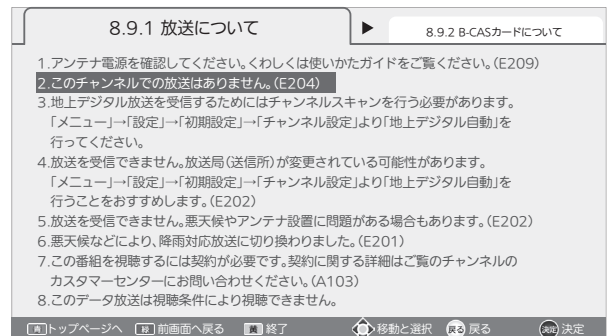 8.9.1 放送について
▶
8.9.2 B-CASカードについて
1.アンテナ電源を確認してください。くわしくは使いかたガイドをご覧ください。(E209)
2.このチャンネルでの放送はありません。(E204)
3.地上デジタル放送を受信するためにはチャンネルスキャンを行う必要があります。
「メニュー」→「設定」→「初期設定」→「チャンネル設定」より「地上デジタル自動」を
行ってください。
4.放送を受信できません。放送局(送信所)が変更されている可能性があります。
「メニュー」→「設定」→「初期設定」→「チャンネル設定」より「地上デジタル自動」を
行うことをおすすめします。(E202)
5.放送を受信できません。悪天候やアンテナ設置に問題がある場合もあります。(E202)
6.悪天候などにより、降雨対応放送に切り換わりました。(E201)
7.この番組を視聴するには契約が必要です。契約に関する詳細はご覧のチャンネルの
カスタマーセンターにお問い合わせください。(A103)
8.このデータ放送は視聴条件により視聴できません。
青 トップページへ 緑 前画面へ戻る 黄 終了 移動と選択 戻る 戻る 決定 決定